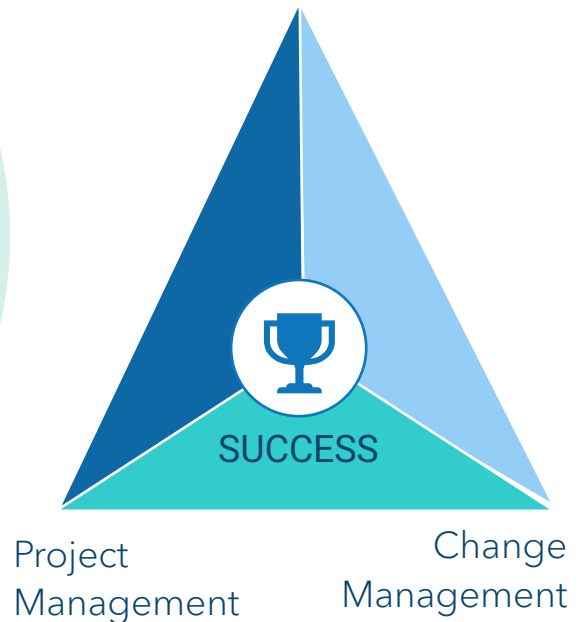 SUCCESS
Project
Management
Change
Management